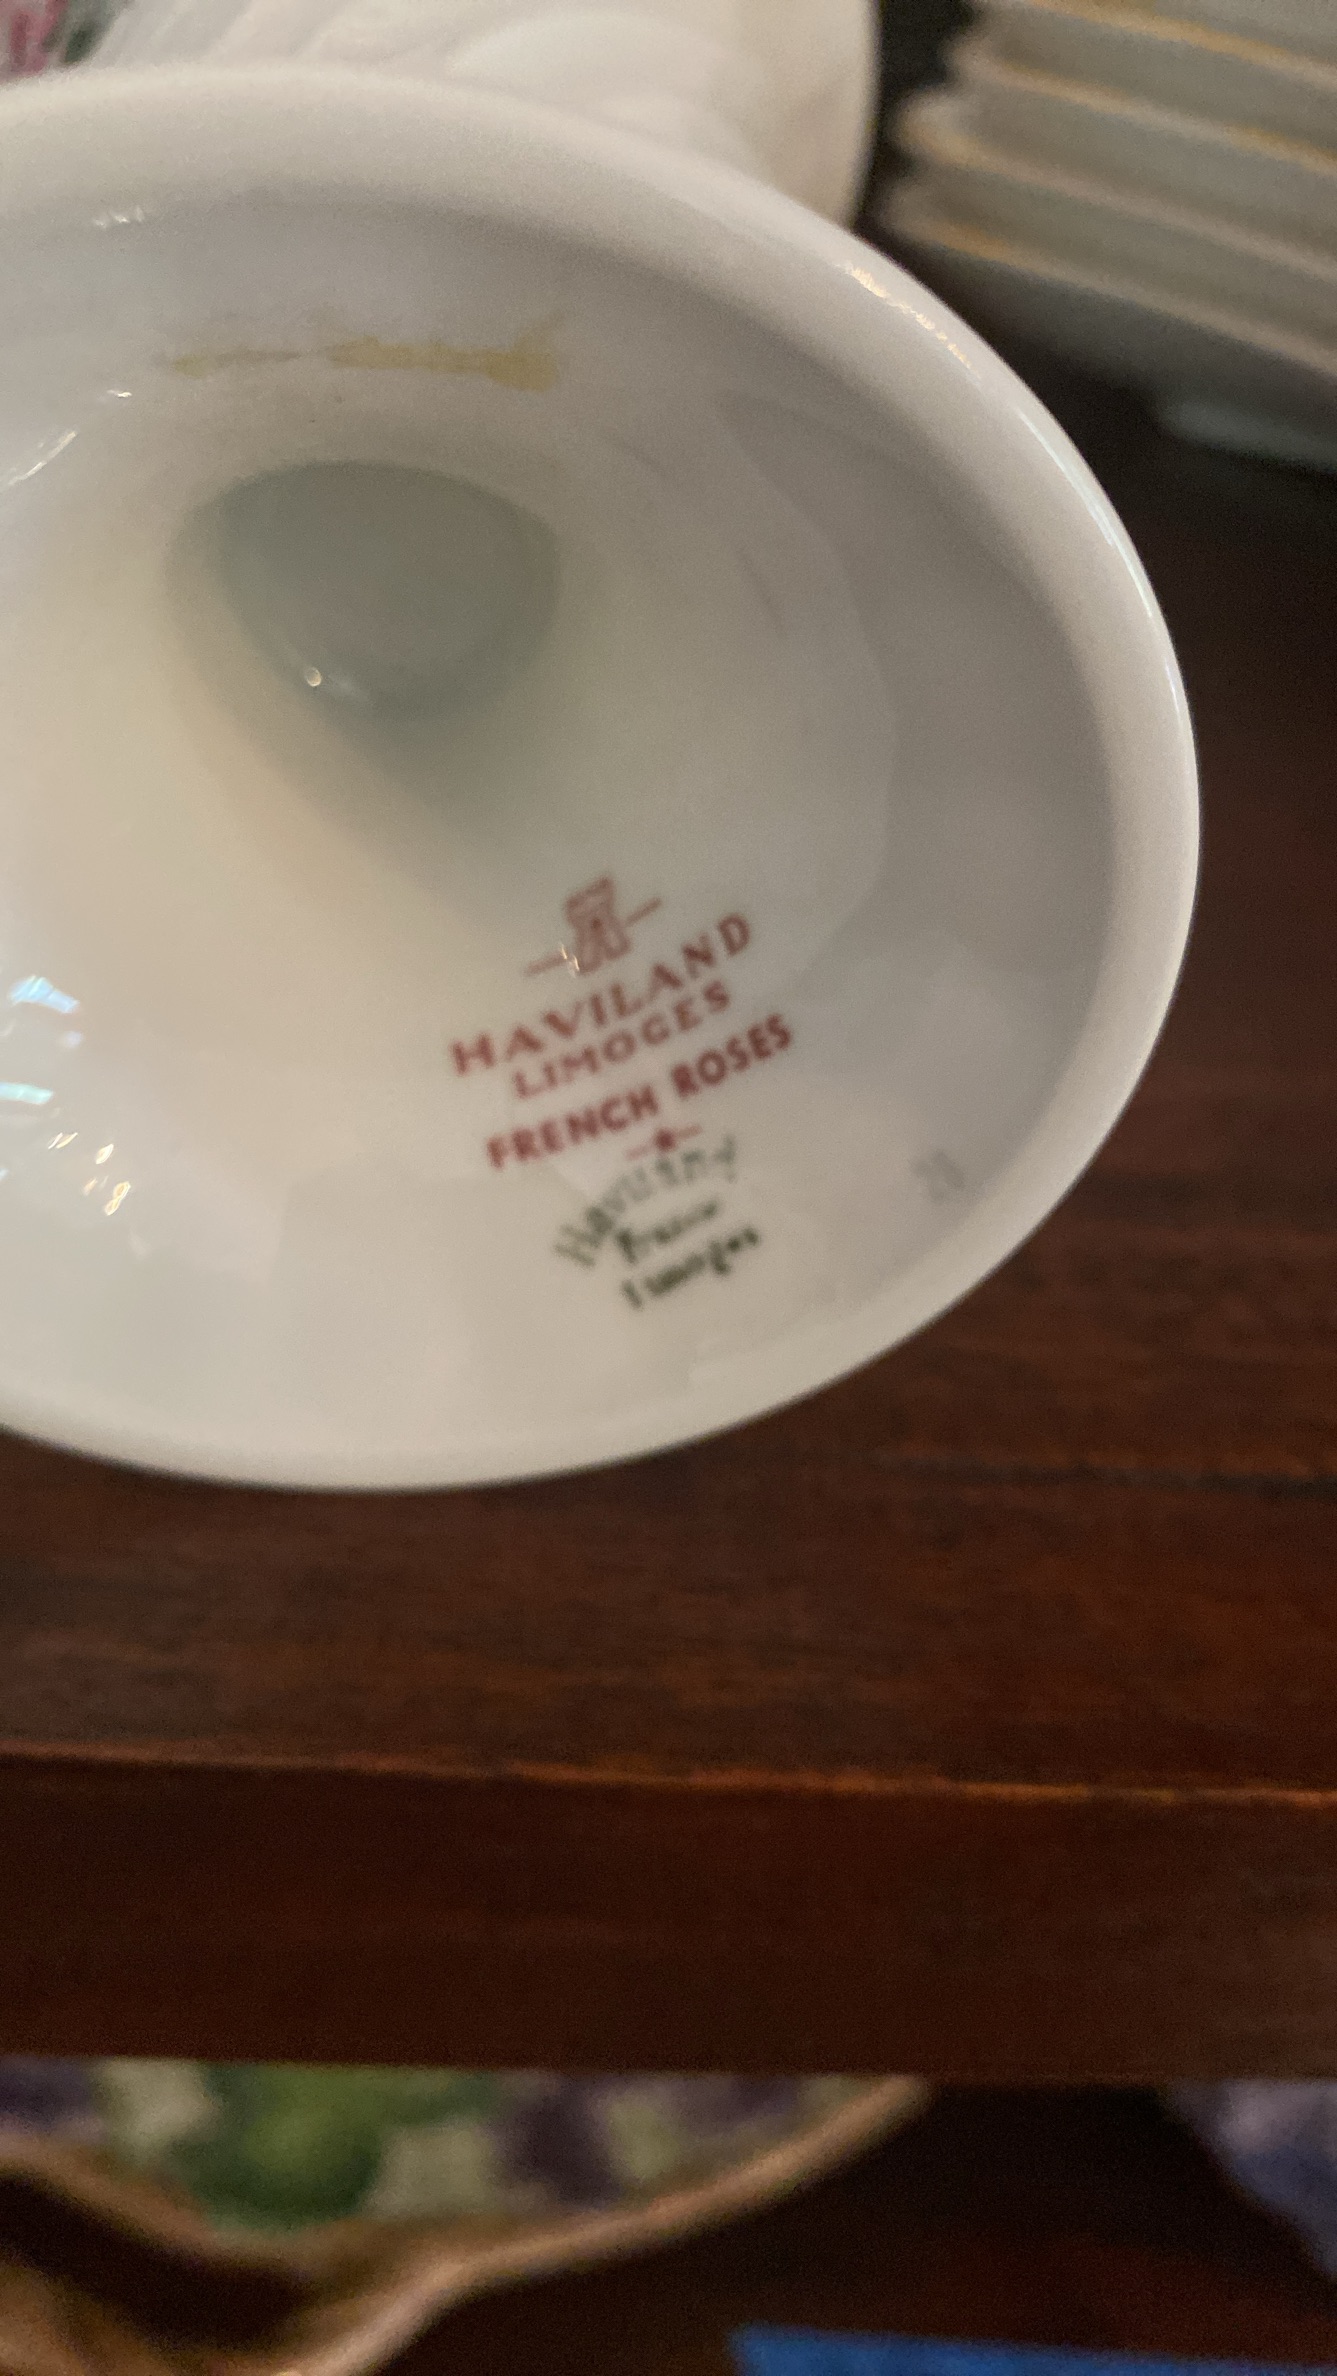 HAVILAND
LIMOGES
FRENCH ROSES
Haviland
France
Limoges